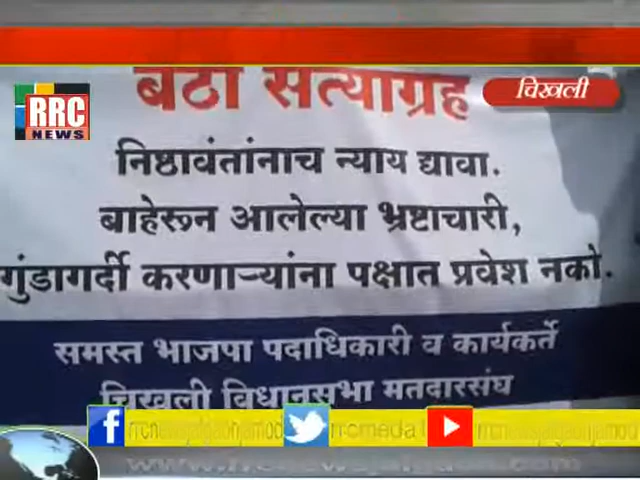 बैठा सत्याग्रह
चिखली
RRC
NEWS
निष्ठावंतांनाच न्याय द्यावा.
बाहेरून आलेल्या भ्रष्टाचारी,
गुंडागर्दी करणाऱ्यांना पक्षात प्रवेश नको.
समस्त भाजपा पदाधिकारी व कार्यकर्ते
चिखली विधानसभा मतदारसंघ